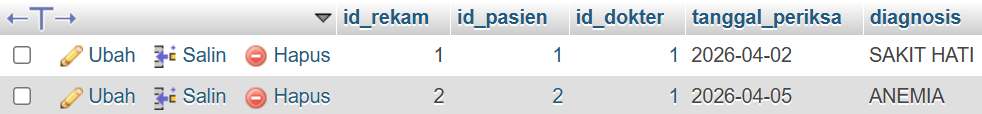 id_rekam id_pasien id_dokter tanggal_periksa diagnosis
Ubah Salin Hapus 1 1 1 2026-04-02 SAKIT HATI
Ubah Salin Hapus 2 2 1 2026-04-05 ANEMIA